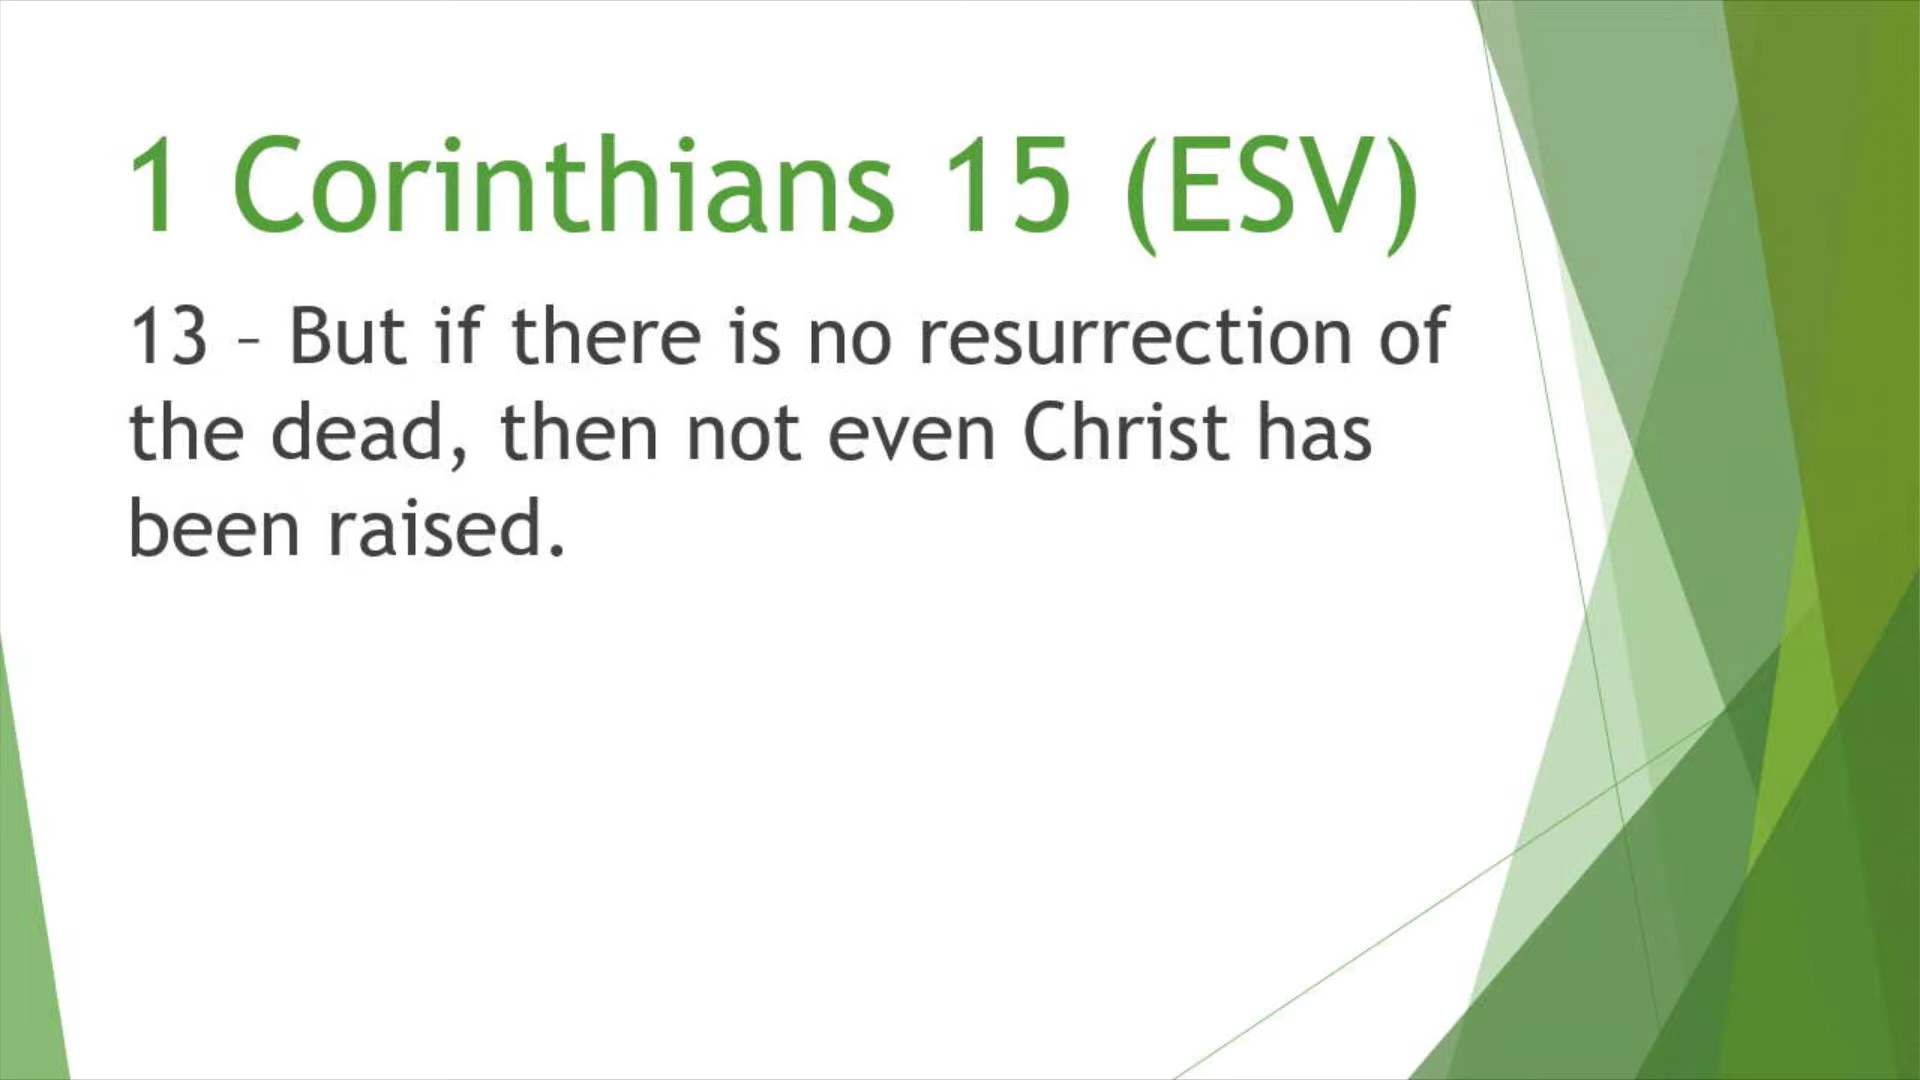 1 Corinthians 15 (ESV)
13 – But if there is no resurrection of
the dead, then not even Christ has
been raised.